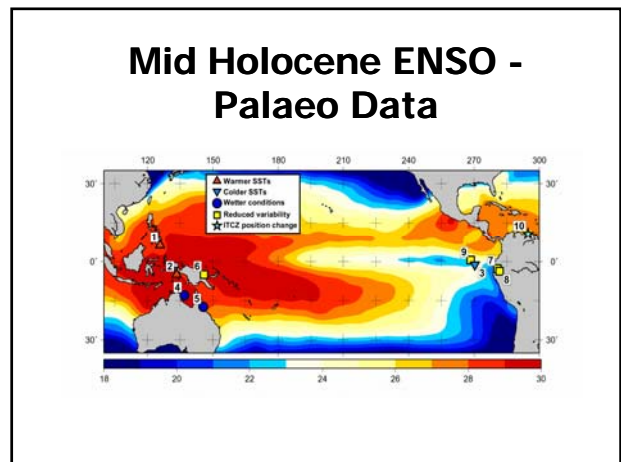 Mid Holocene ENSO -
Palaeo Data
120 150 180 210 240 270 300
30˚ 30˚
Warmer SSTs
Colder SSTs
Wetter conditions
Reduced variability
ITCZ position change
1
10
9
2 6 7
0˚ 0˚
3
8
4
5
30˚ 30˚
18 20 22 24 26 28 30